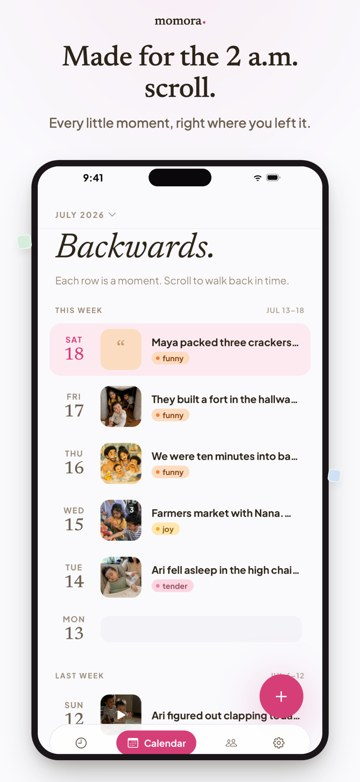 momora.
Made for the 2 a.m.
scroll.
Every little moment, right where you left it.
9:41
JULY 2026
Backwards.
Each row is a moment. Scroll to walk back in time.
THIS WEEK
JUL 13–18
SAT
18
“
Maya packed three crackers…
funny
FRI
17
They built a fort in the hallwa…
funny
THU
16
We were ten minutes into ba…
funny
WED
15
3
Farmers market with Nana. …
joy
TUE
14
Ari fell asleep in the high chai…
tender
MON
13
LAST WEEK
12
SUN
12
Ari figured out clapping
+
Calendar